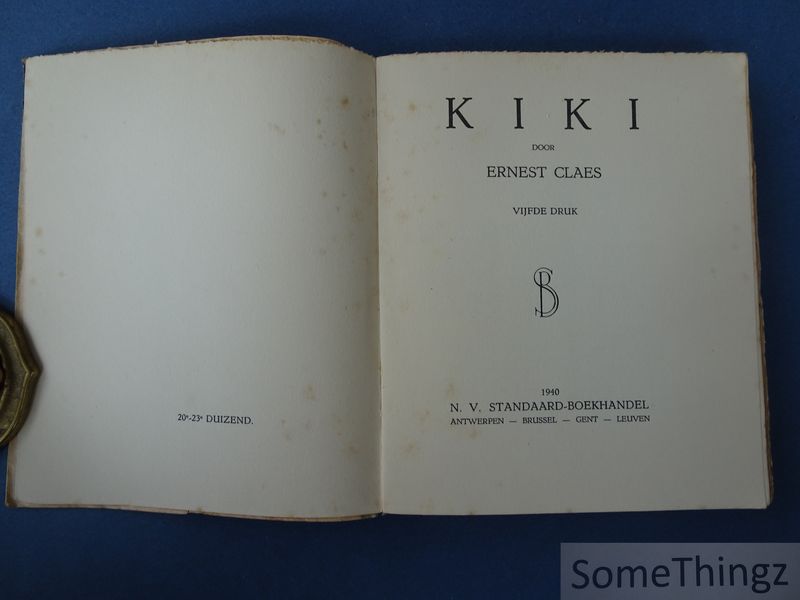 20e-23e DUIZEND.
KIKI
DOOR
ERNEST CLAES
VIJFDE DRUK
SB
1940
N. V. STANDAARD-BOEKHANDEL
ANTWERPEN — BRUSSEL — GENT — LEUVEN
SomeThingz